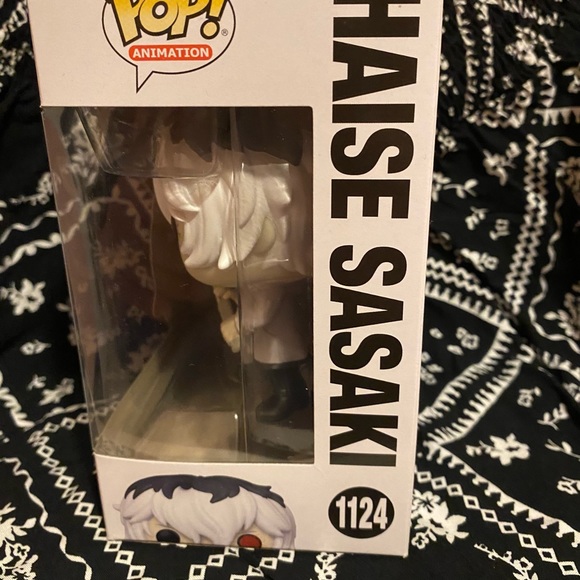 POP!®
ANIMATION
HAISE SASAKI
1124